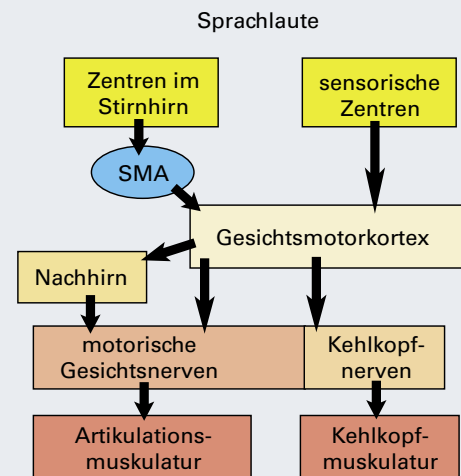 Sprachlaute
Zentren im
Stirnhirn
sensorische
Zentren
SMA
Gesichtsmotorkortex
Nachhirn
motorische
Gesichtsnerven
Kehlkopf-
nerven
Artikulations-
muskulatur
Kehlkopf-
muskulatur